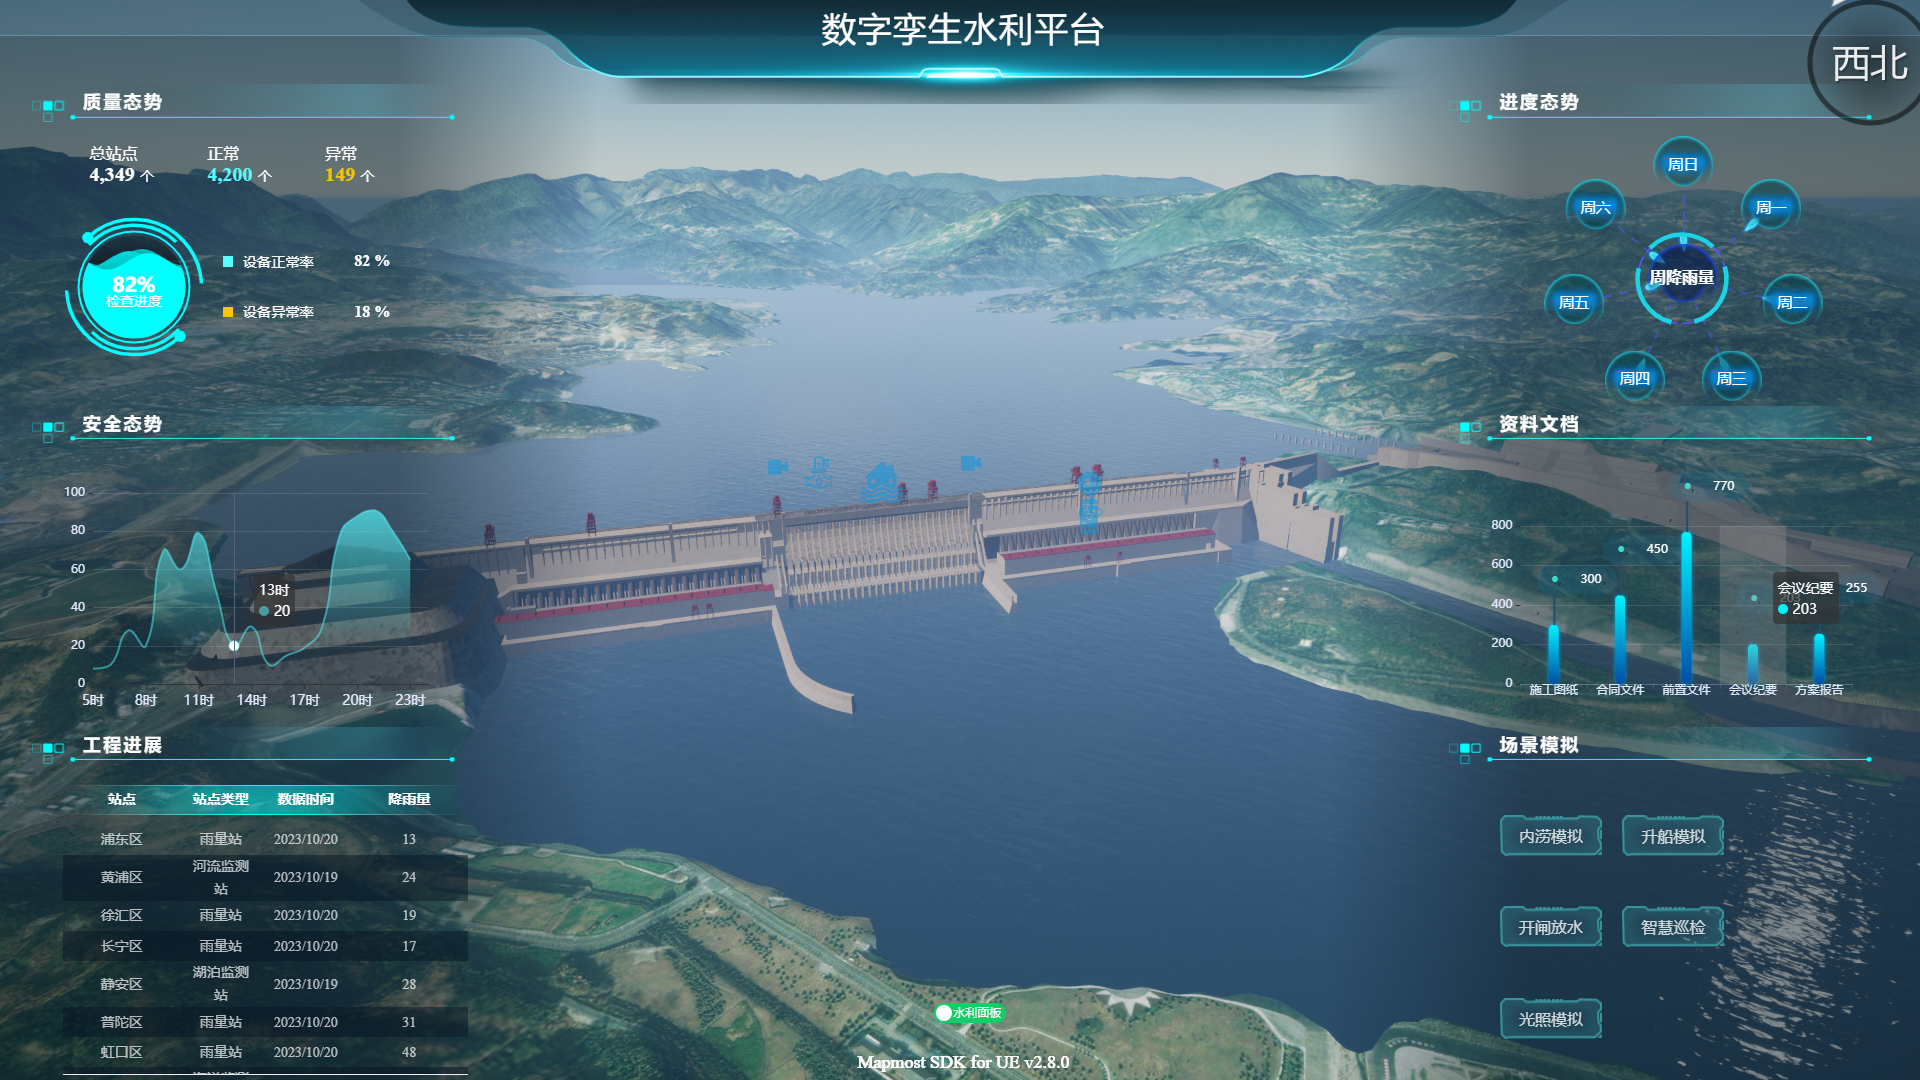 数字孪生水利平台
西北
质量态势
总站点
4,349 个
正常
4,200 个
异常
149 个
82%
检查进度
设备正常率 82 %
设备异常率 18 %
安全态势
100
80
60
40
20
0
5时 8时 11时 14时 17时 20时 23时
13时
20
工程进展
站点 站点类型 数据时间 降雨量
浦东区 雨量站 2023/10/20 13
黄浦区 河流监测站 2023/10/19 24
徐汇区 雨量站 2023/10/20 19
长宁区 雨量站 2023/10/20 17
静安区 湖泊监测站 2023/10/19 28
普陀区 雨量站 2023/10/20 31
虹口区 雨量站 2023/10/20 48
进度态势
周日
周六
周一
周降雨量
周五
周二
周四
周三
资料文档
800
600
400
200
0
300
450
770
203
255
会议纪要
203
施工图纸 合同文件 前置文件 会议纪要 方案报告
场景模拟
内涝模拟 升船模拟
开闸放水 智慧巡检
光照模拟
水利面板
Mapmost SDK for UE v2.8.0